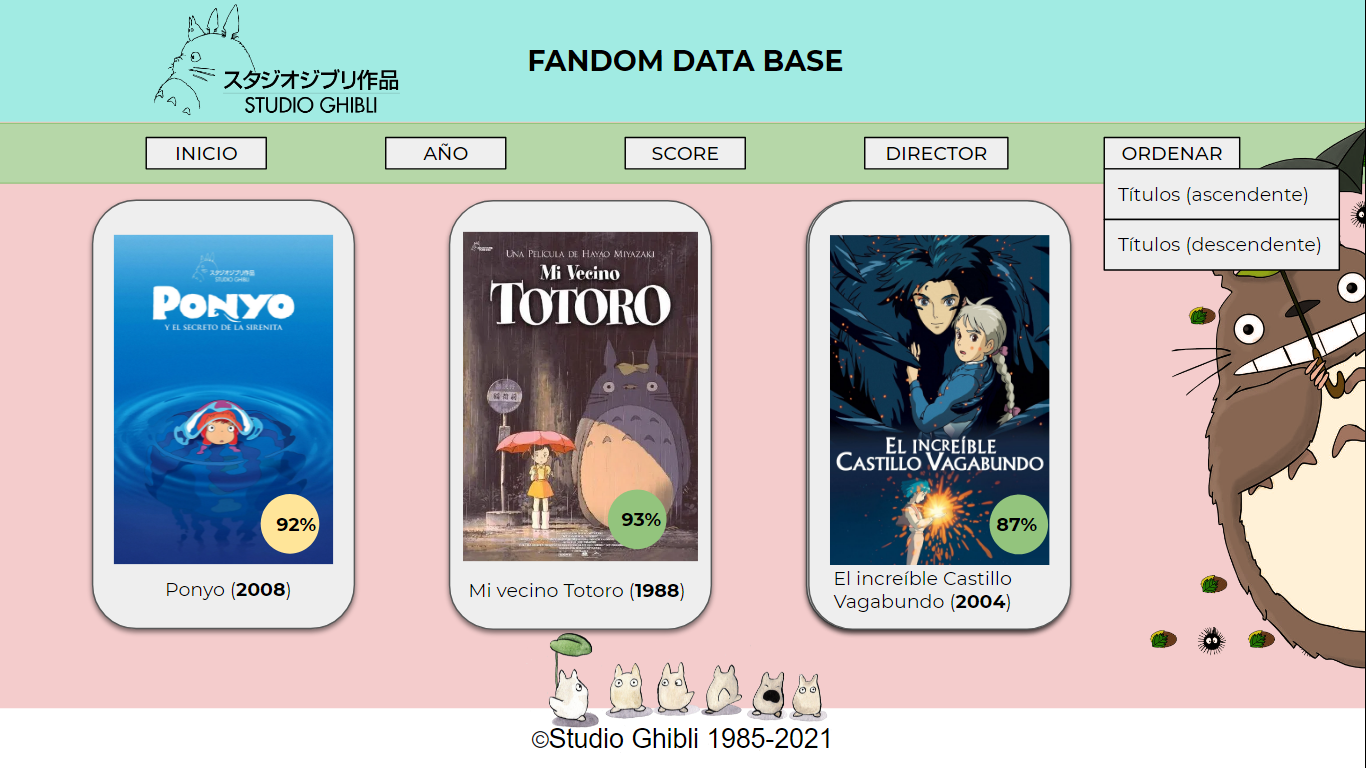 スタジオジブリ作品
STUDIO GHIBLI
FANDOM DATA BASE
INICIO
AÑO
SCORE
DIRECTOR
ORDENAR
Títulos (ascendente)
Títulos (descendente)
スタジオジブリ作品
PONYO
Y EL SECRETO DE LA SIRENITA
92%
Ponyo (2008)
UNA PELÍCULA DE HAYAO MIYAZAKI
Mi Vecino
TOTORO
93%
Mi vecino Totoro (1988)
EL INCREÍBLE
CASTILLO VAGABUNDO
87%
El increíble Castillo
Vagabundo (2004)
©Studio Ghibli 1985-2021